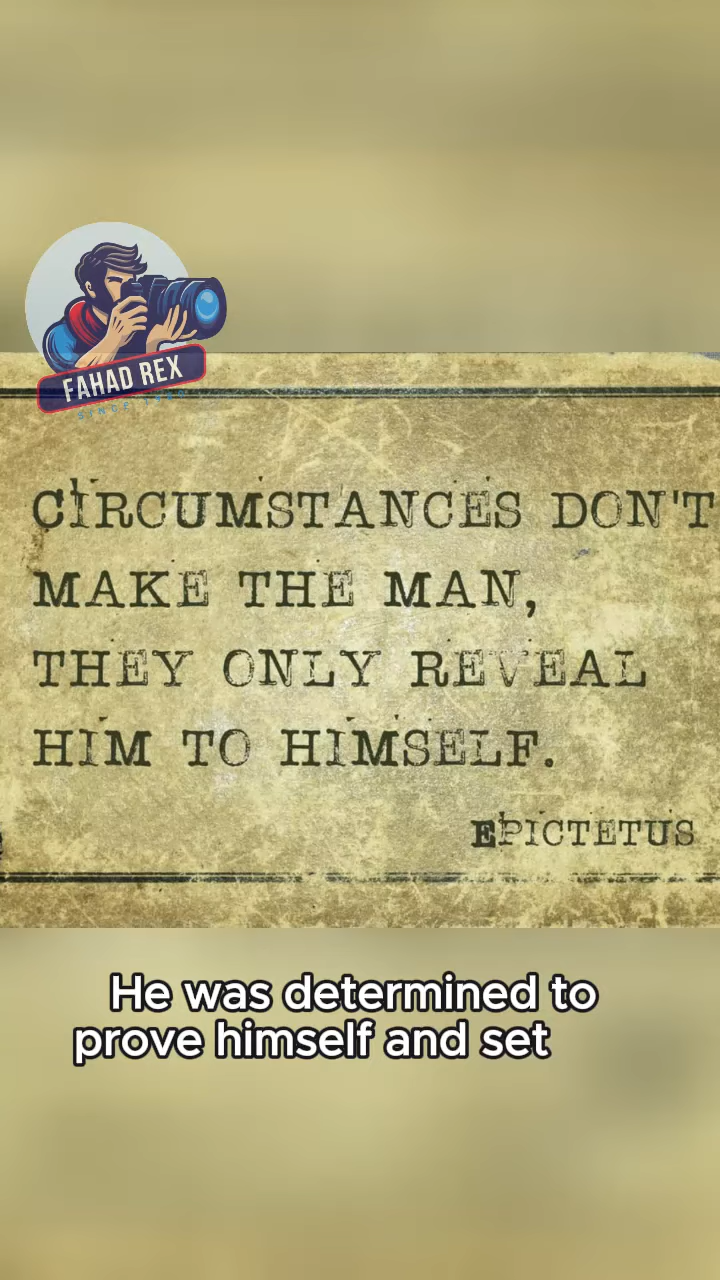 FAHAD REX
CIRCUMSTANCES DON'T
MAKE THE MAN,
THEY ONLY REVEAL
HIM TO HIMSELF.
EPICTETUS
He was determined to
prove himself and set